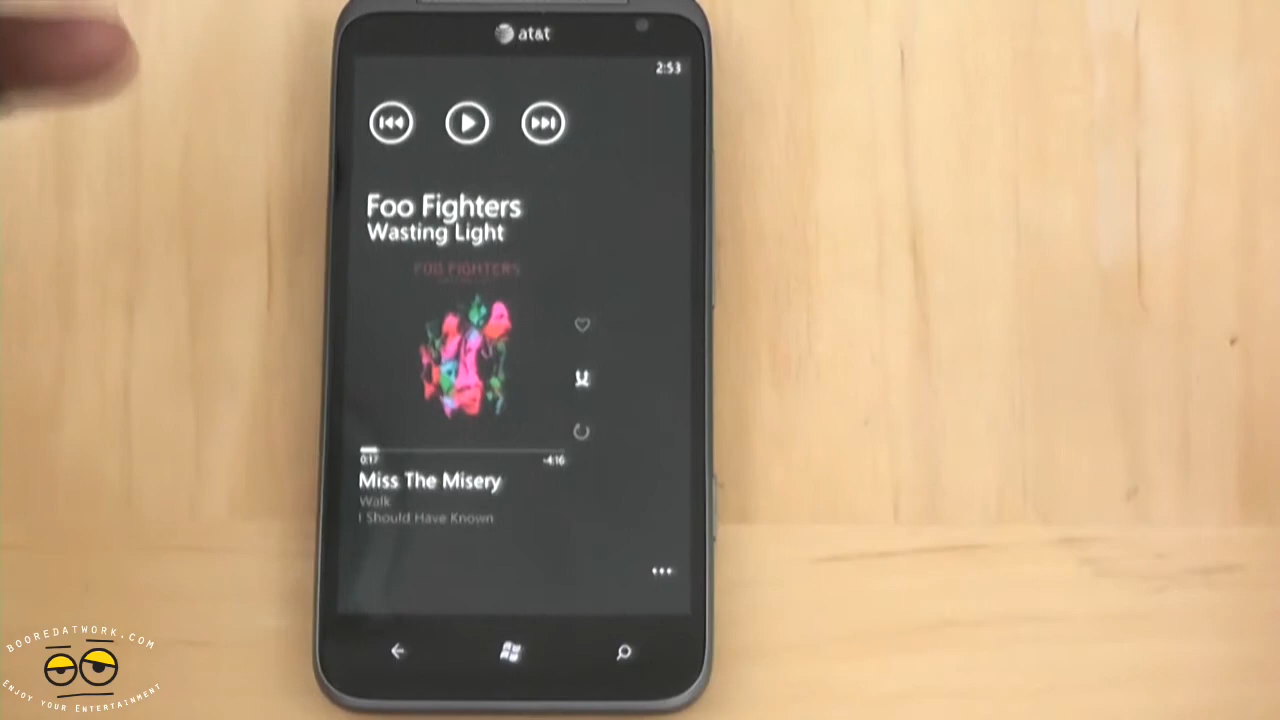 at&t
2:53
Foo Fighters
Wasting Light
FOO FIGHTERS
0:17
-4:16
Miss The Misery
Walk
I Should Have Known
BOOREDATWORK.COM
ENJOY YOUR ENTERTAINMENT